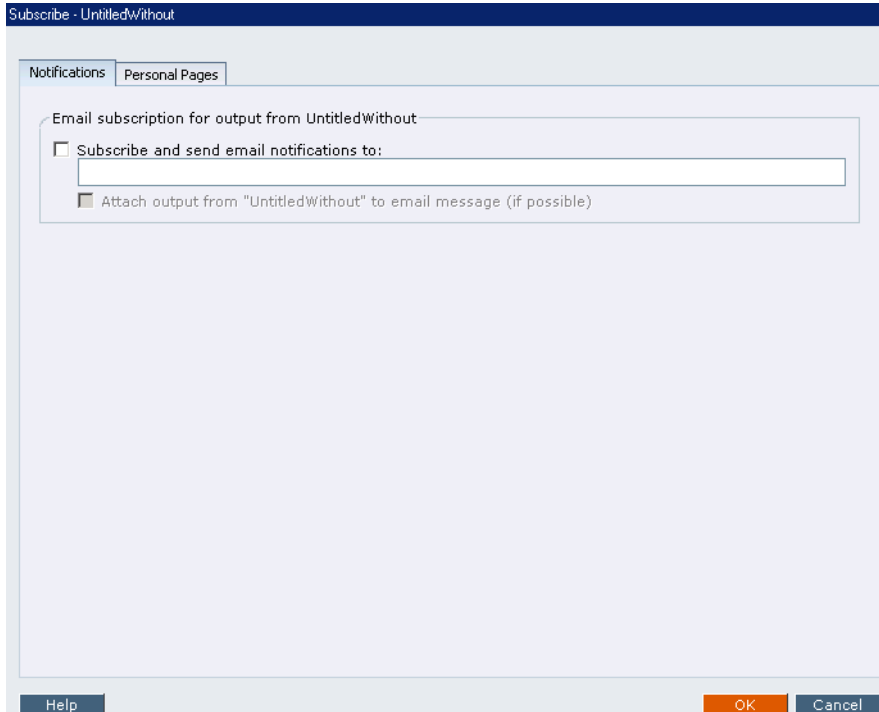 Subscribe - UntitledWithout
Notifications
Personal Pages
Email subscription for output from UntitledWithout
Subscribe and send email notifications to:
Attach output from "UntitledWithout" to email message (if possible)
Help
OK
Cancel